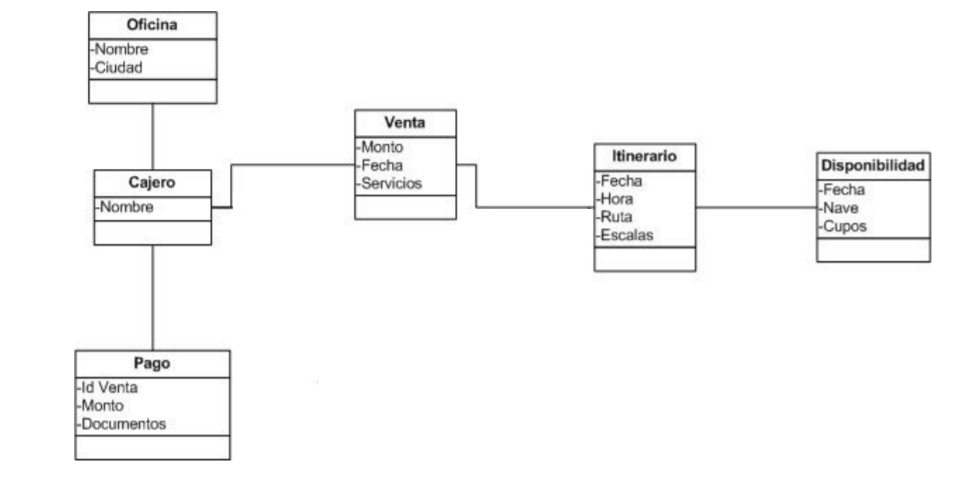 Oficina
-Nombre
-Ciudad
Cajero
-Nombre
Pago
-Id Venta
-Monto
-Documentos
Venta
-Monto
-Fecha
-Servicios
Itinerario
-Fecha
-Hora
-Ruta
-Escalas
Disponibilidad
-Fecha
-Nave
-Cupos